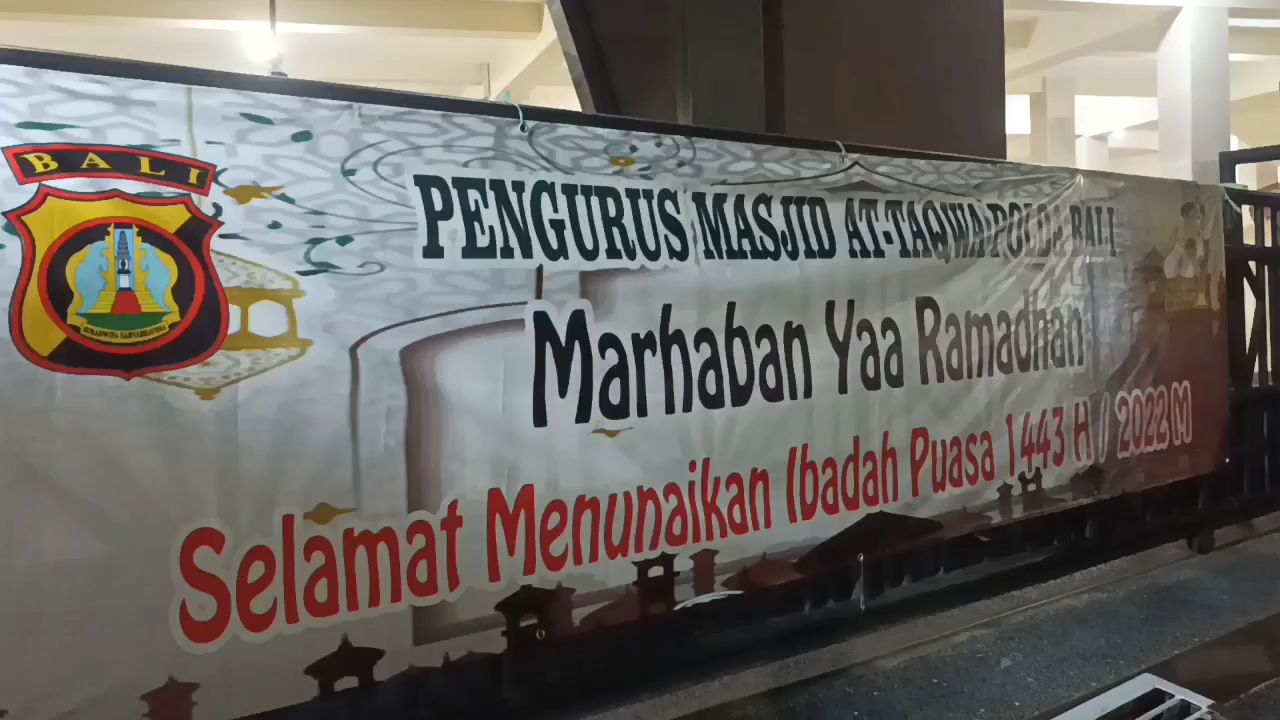 BALI
PENGURUS MASJID AT-TAQWA POLDA BALI
Marhaban Yaa Ramadhan
Selamat Menunaikan Ibadah Puasa 1443 H / 2022 M